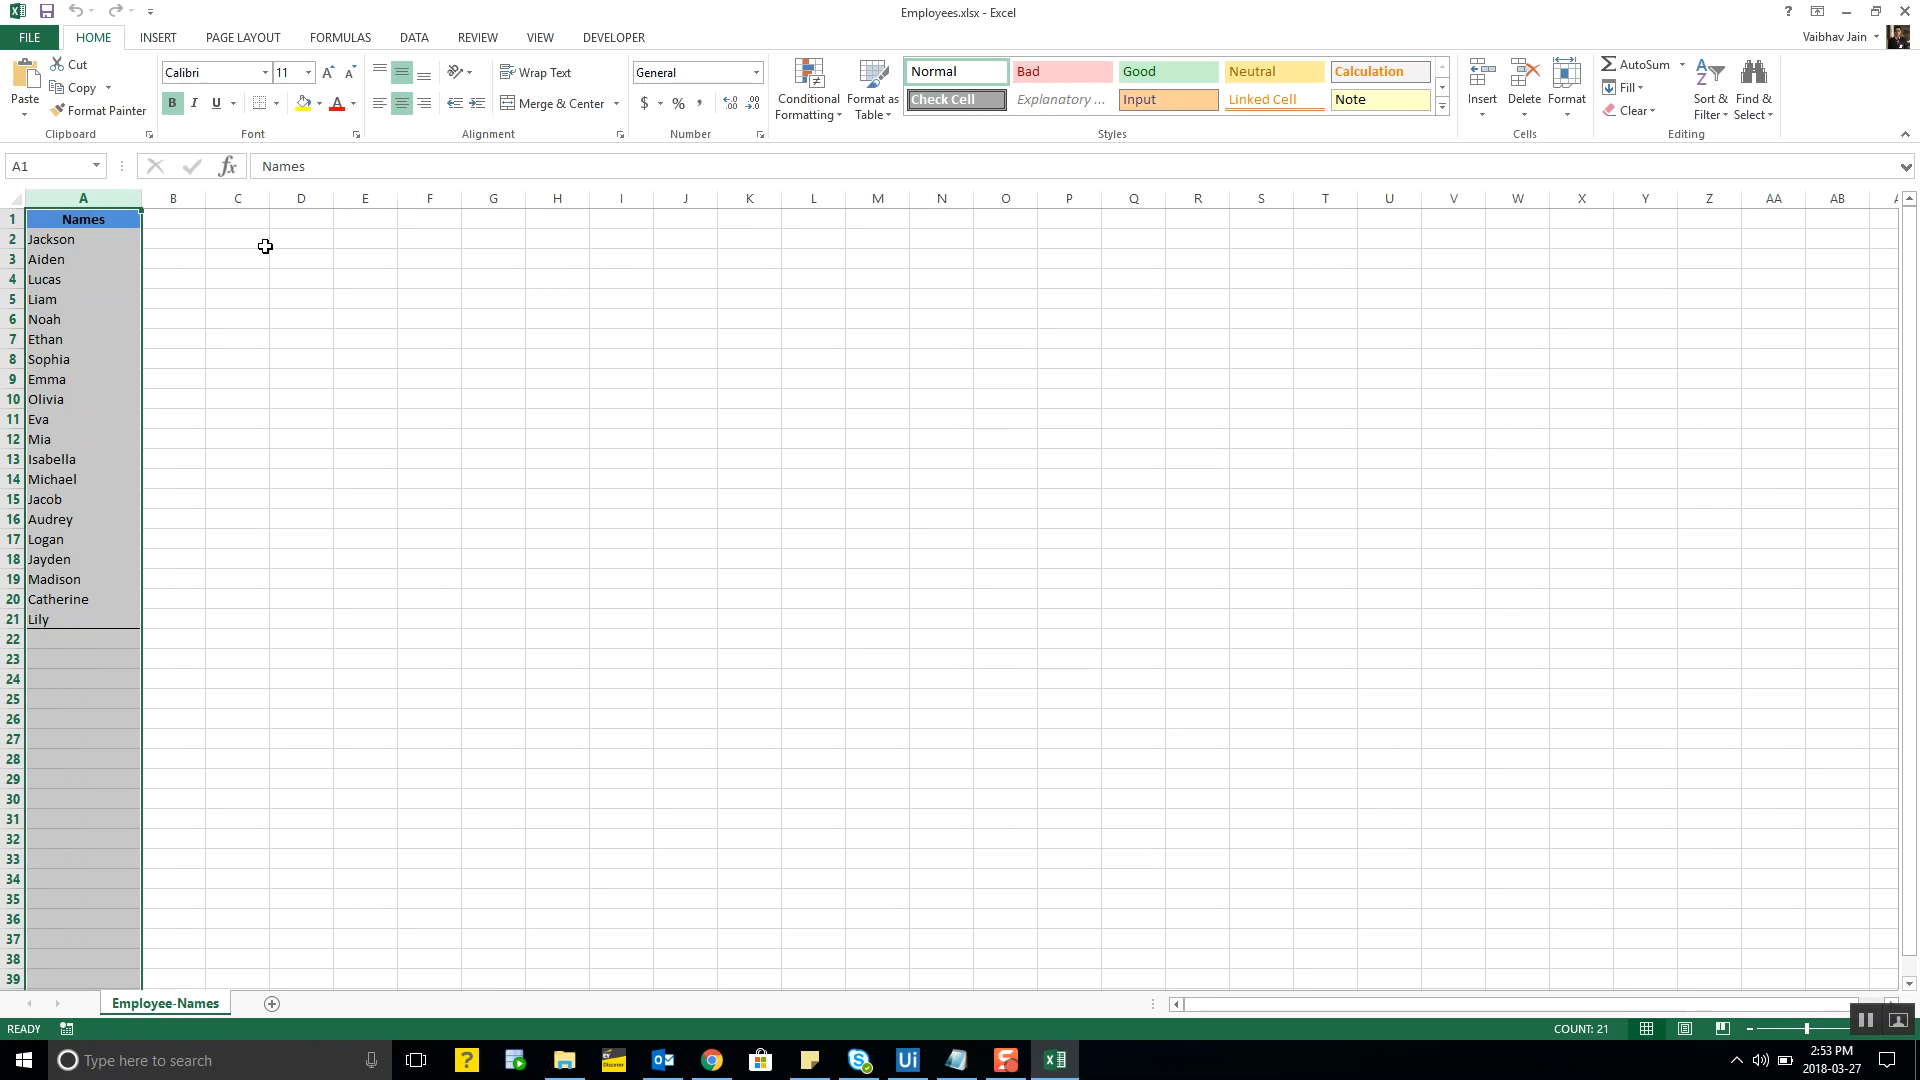 Employees.xlsx - Excel
FILE HOME INSERT PAGE LAYOUT FORMULAS DATA REVIEW VIEW DEVELOPER Vaibhav Jain
Paste Cut Copy Format Painter
Calibri 11 B I U
Wrap Text
Merge & Center
General
$ % ,
Conditional Formatting
Format as Table
Normal Bad Good Neutral Calculation
Check Cell Explanatory ... Input Linked Cell Note
Insert Delete Format
AutoSum
Fill
Clear
Sort & Filter
Find & Select
Clipboard Font Alignment Number Styles Cells Editing
A1 fx Names
A B C D E F G H I J K L M N O P Q R S T U V W X Y Z AA AB
1 Names
2 Jackson
3 Aiden
4 Lucas
5 Liam
6 Noah
7 Ethan
8 Sophia
9 Emma
10 Olivia
11 Eva
12 Mia
13 Isabella
14 Michael
15 Jacob
16 Audrey
17 Logan
18 Jayden
19 Madison
20 Catherine
21 Lily
22
23
24
25
26
27
28
29
30
31
32
33
34
35
36
37
38
39
Employee-Names
READY COUNT: 21
Type here to search
? EY Discover Ui
2:53 PM
2018-03-27